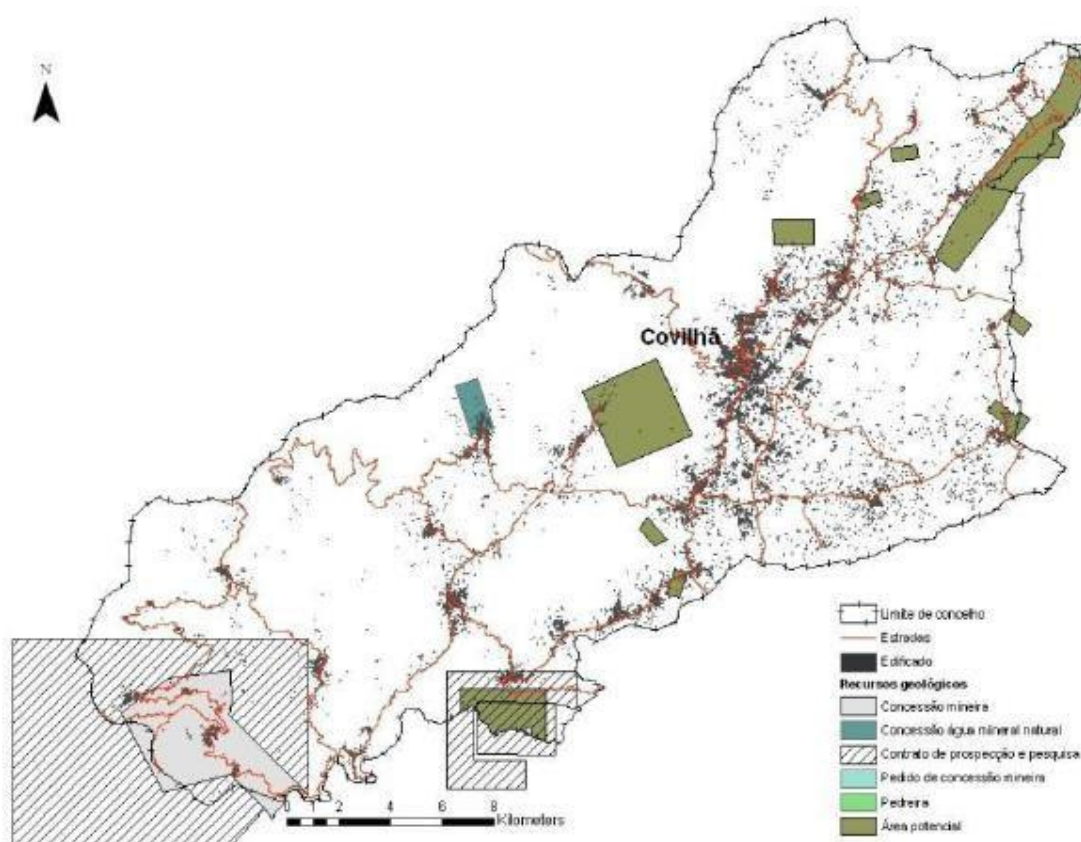 N
Covilhã
Limite de concelho
Estradas
Edificado
Recursos geológicos
Concessão mineira
Concessão água mineral natural
Contrato de prospecção e pesquisa
Pedido de concessão mineira
Pedreira
Área potencial
0 1 2 4 6 8
Kilometers